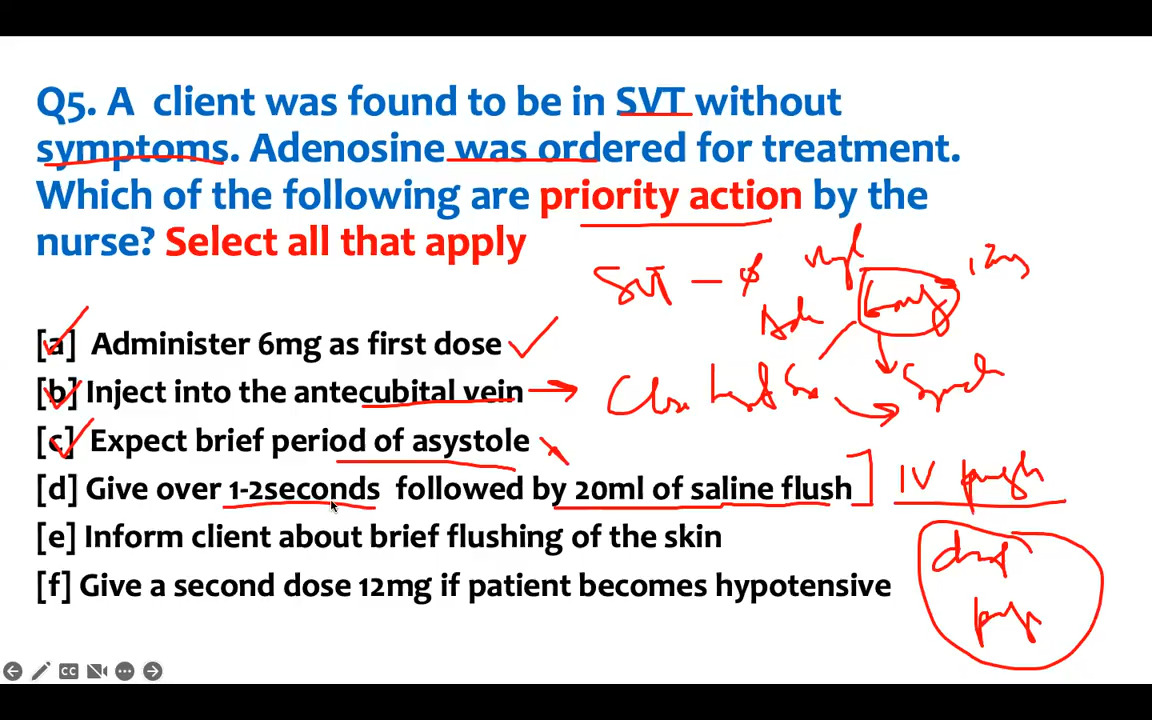 Q5. A client was found to be in SVT without
symptoms. Adenosine was ordered for treatment.
Which of the following are priority action by the
nurse? Select all that apply
SVT -
12mg
[a] Administer 6mg as first dose
[b] Inject into the antecubital vein
[c] Expect brief period of asystole
[d] Give over 1-2seconds followed by 20ml of saline flush
IV push
[e] Inform client about brief flushing of the skin
[f] Give a second dose 12mg if patient becomes hypotensive
CC